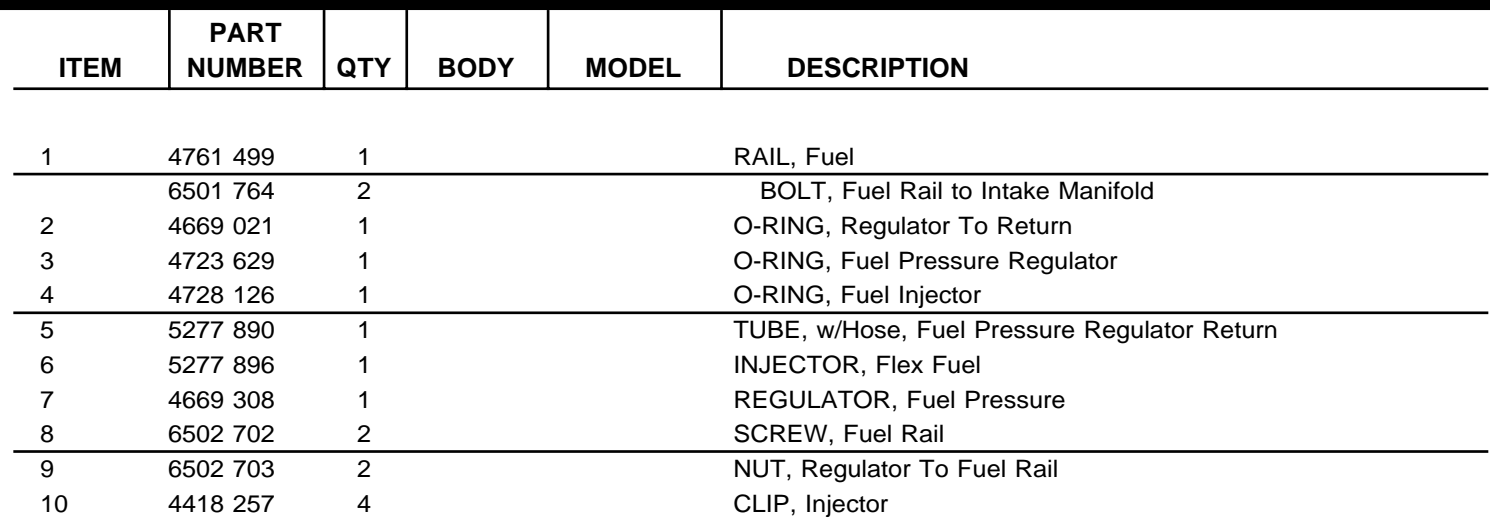 PART
ITEM NUMBER QTY BODY MODEL DESCRIPTION
1 4761 499 1 RAIL, Fuel
6501 764 2 BOLT, Fuel Rail to Intake Manifold
2 4669 021 1 O-RING, Regulator To Return
3 4723 629 1 O-RING, Fuel Pressure Regulator
4 4728 126 1 O-RING, Fuel Injector
5 5277 890 1 TUBE, w/Hose, Fuel Pressure Regulator Return
6 5277 896 1 INJECTOR, Flex Fuel
7 4669 308 1 REGULATOR, Fuel Pressure
8 6502 702 2 SCREW, Fuel Rail
9 6502 703 2 NUT, Regulator To Fuel Rail
10 4418 257 4 CLIP, Injector